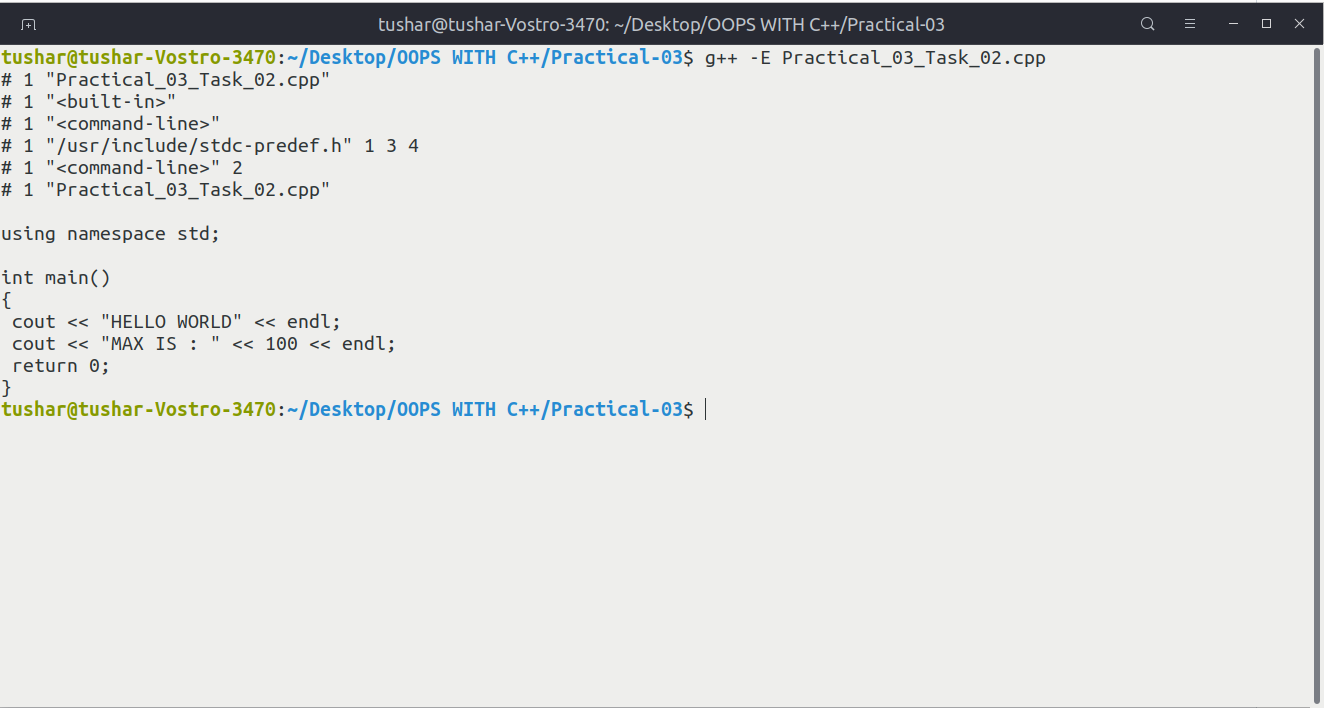 tushar@tushar-Vostro-3470: ~/Desktop/OOPS WITH C++/Practical-03
tushar@tushar-Vostro-3470:~/Desktop/OOPS WITH C++/Practical-03$ g++ -E Practical_03_Task_02.cpp
# 1 "Practical_03_Task_02.cpp"
# 1 "<built-in>"
# 1 "<command-line>"
# 1 "/usr/include/stdc-predef.h" 1 3 4
# 1 "<command-line>" 2
# 1 "Practical_03_Task_02.cpp"

using namespace std;

int main()
{
 cout << "HELLO WORLD" << endl;
 cout << "MAX IS : " << 100 << endl;
 return 0;
}
tushar@tushar-Vostro-3470:~/Desktop/OOPS WITH C++/Practical-03$